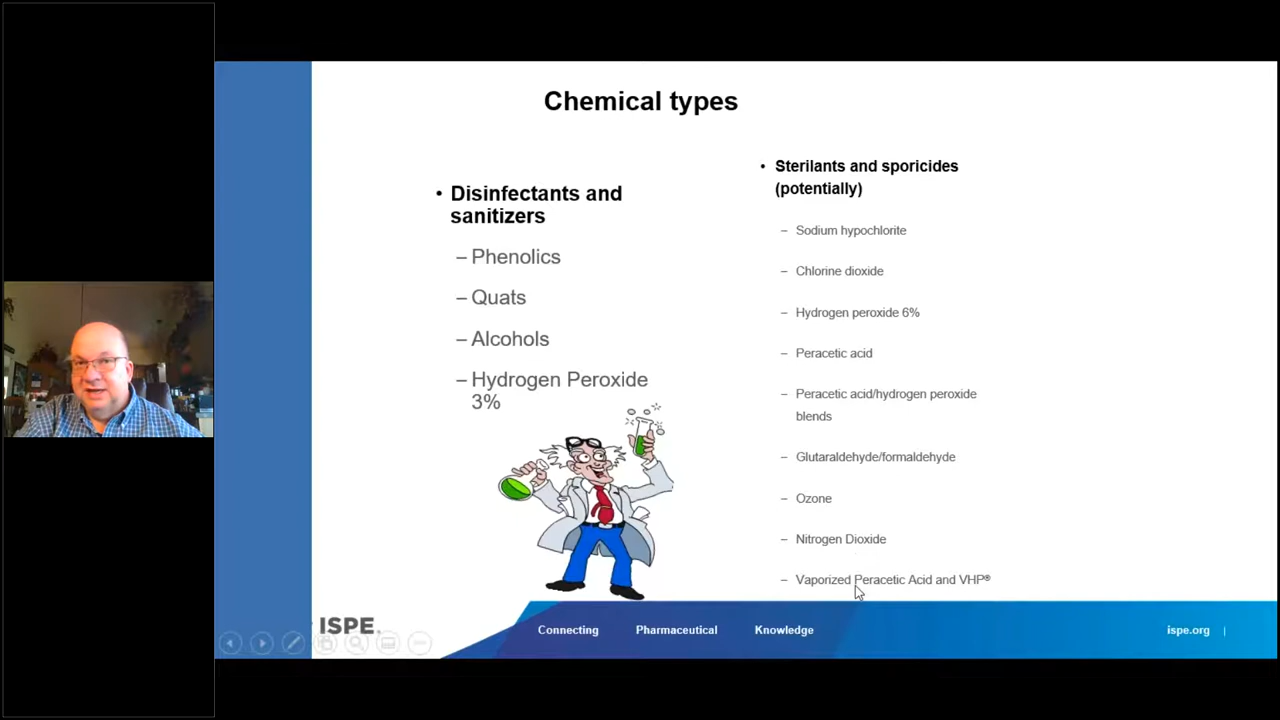 Chemical types
• Disinfectants and
sanitizers
– Phenolics
– Quats
– Alcohols
– Hydrogen Peroxide
3%
• Sterilants and sporicides
(potentially)
– Sodium hypochlorite
– Chlorine dioxide
– Hydrogen peroxide 6%
– Peracetic acid
– Peracetic acid/hydrogen peroxide
blends
– Glutaraldehyde/formaldehyde
– Ozone
– Nitrogen Dioxide
– Vaporized Peracetic Acid and VHP®
ISPE.
Connecting Pharmaceutical Knowledge
ispe.org |